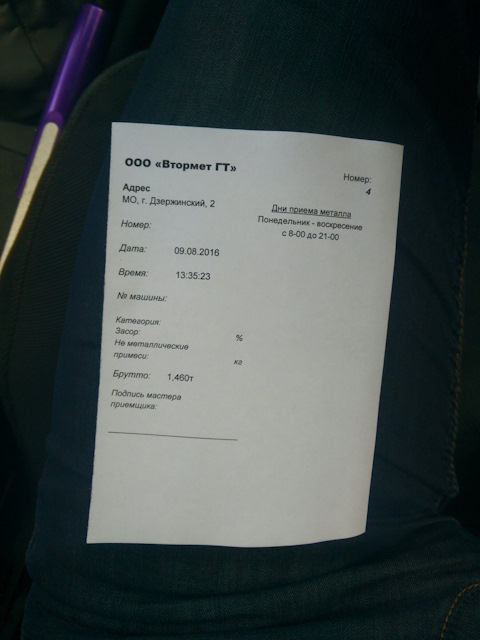 ООО «Втормет ГТ»
Номер:
4
Адрес
МО, г. Дзержинский, 2
Дни приема металла
Понедельник - воскресение
с 8-00 до 21-00
Номер:
Дата: 09.08.2016
Время: 13:35:23
№ машины:
Категория:
Засор: %
Не металлические
примеси: кг
Брутто: 1,460т
Подпись мастера
приемщика: